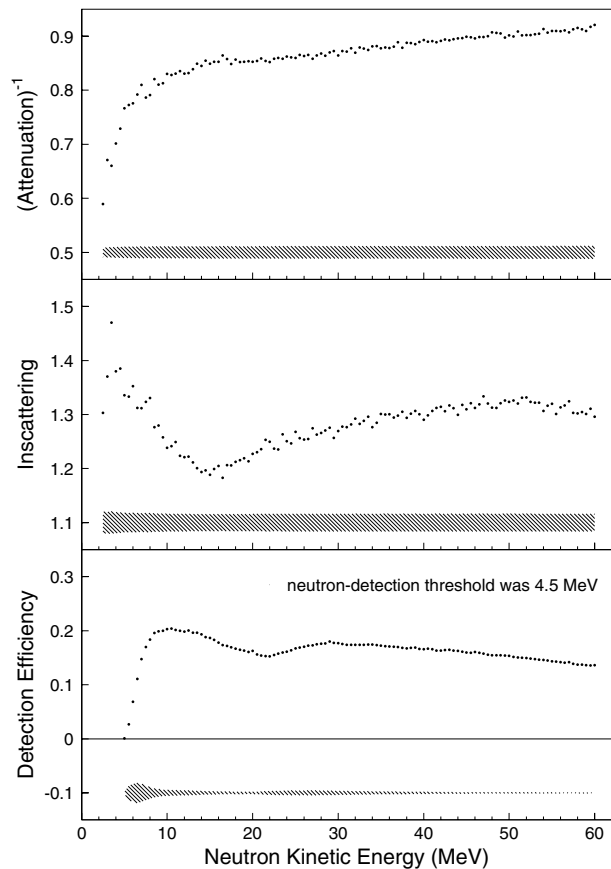 0.9
0.8
0.7
0.6
0.5
(Attenuation)⁻¹
1.5
1.4
1.3
1.2
1.1
Inscattering
neutron-detection threshold was 4.5 MeV
0.3
0.2
0.1
0
-0.1
Detection Efficiency
0 10 20 30 40 50 60
Neutron Kinetic Energy (MeV)